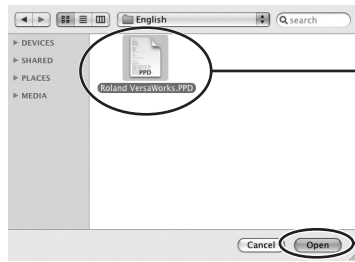 English
search
DEVICES
SHARED
PLACES
MEDIA
PPD
Roland VersaWorks.PPD
Cancel
Open